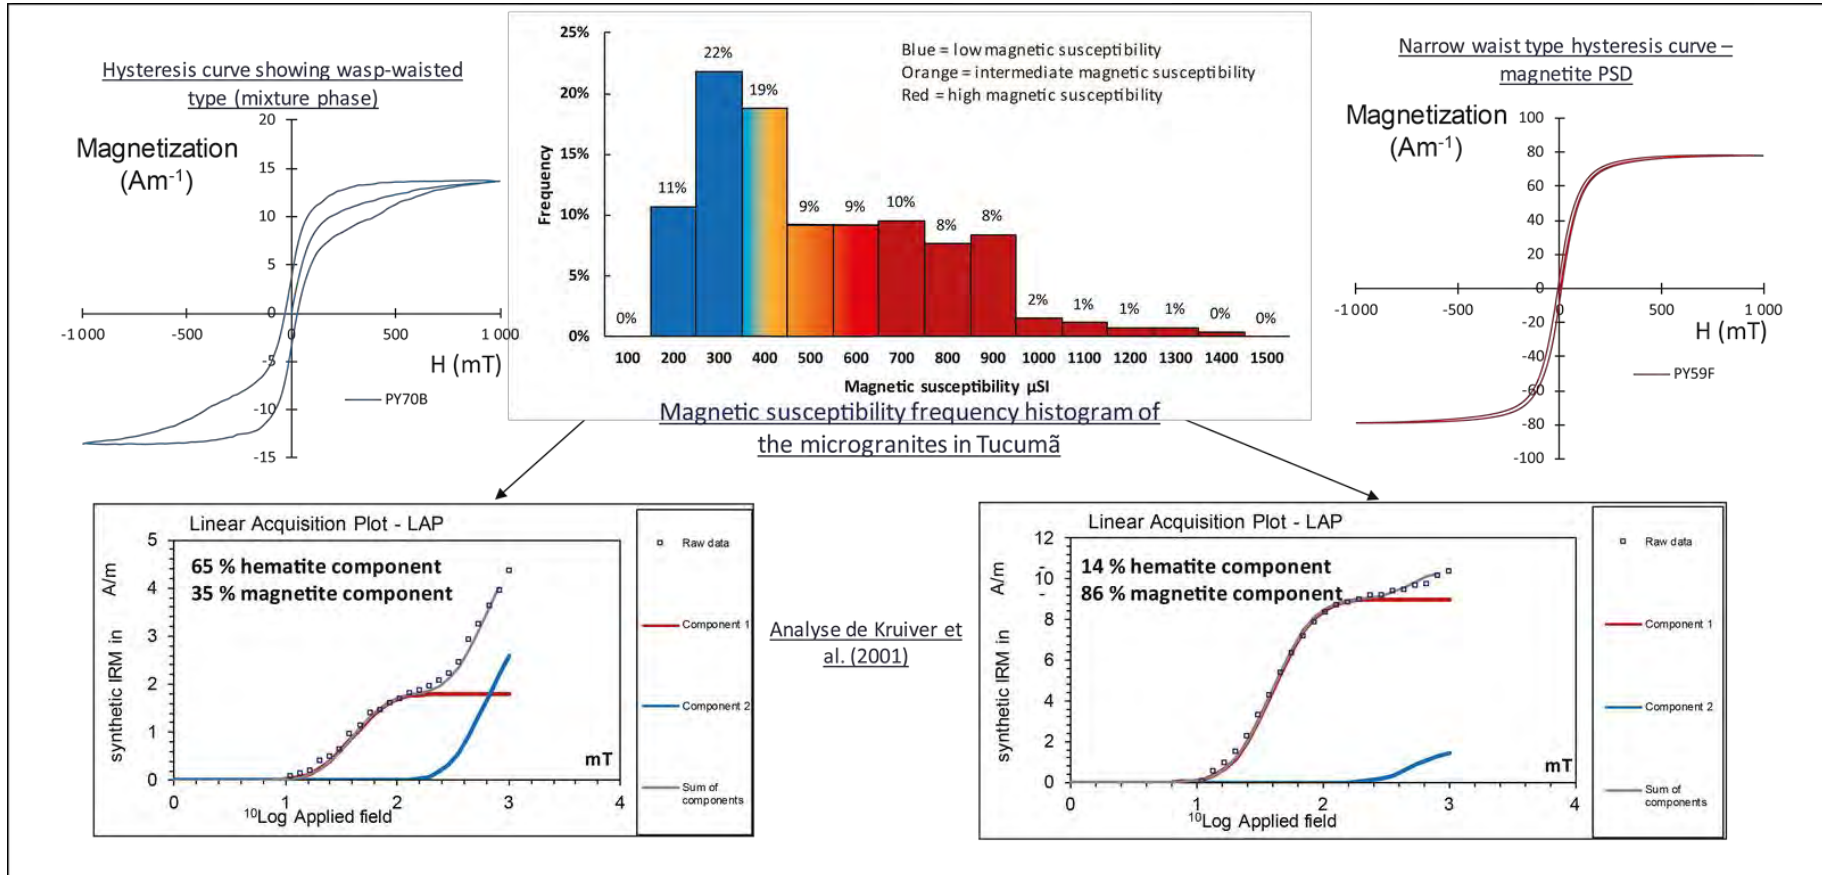 Hysteresis curve showing wasp-waisted
type (mixture phase)
Magnetization
(Am-1)
20
15
10
5
0
-5
-10
-15
-1000
-500
0
500
1000
H (mT)
PY70B
25%
20%
15%
10%
5%
0%
Frequency
Blue = low magnetic susceptibility
Orange = intermediate magnetic susceptibility
Red = high magnetic susceptibility
0%
11%
22%
19%
9%
9%
10%
8%
8%
2%
1%
1%
1%
0%
0%
100 200 300 400 500 600 700 800 900 1000 1100 1200 1300 1400 1500
Magnetic susceptibility µSI
Magnetic susceptibility frequency histogram of
the microgranites in Tucumã
Narrow waist type hysteresis curve –
magnetite PSD
Magnetization
(Am-1)
100
80
60
40
20
0
-20
-40
-60
-80
-100
-1000
-500
0
500
1000
H (mT)
PY59F
Linear Acquisition Plot - LAP
65 % hematite component
35 % magnetite component
synthetic IRM in A/m
5
4
3
2
1
0
0 1 2 3 4
mT
10Log Applied field
Raw data
Component 1
Component 2
Sum of
components
Analyse de Kruiver et
al. (2001)
Linear Acquisition Plot - LAP
14 % hematite component
86 % magnetite component
synthetic IRM in A/m
12
10
8
6
4
2
0
0 1 2 3 4
mT
10Log Applied field
Raw data
Component 1
Component 2
Sum of
components